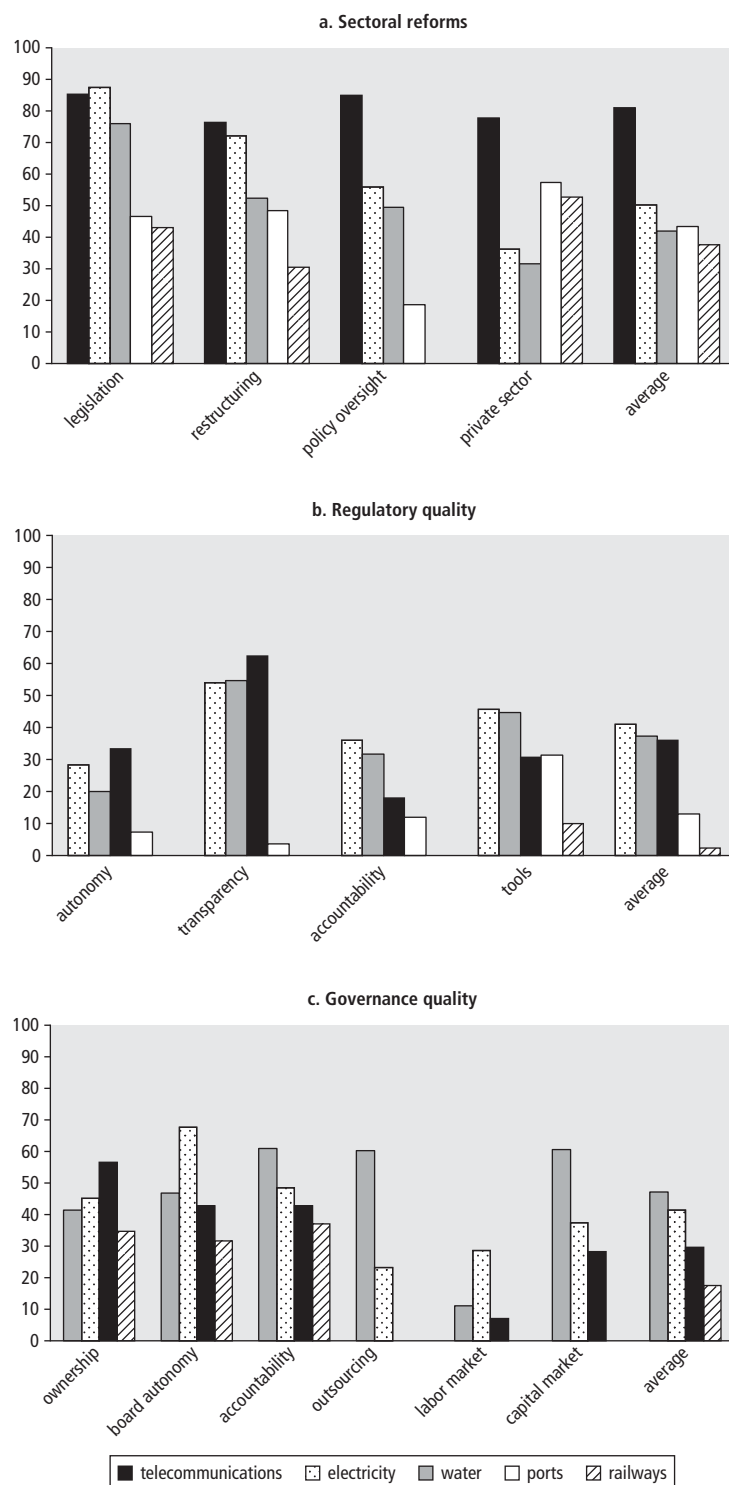 a. Sectoral reforms
100
90
80
70
60
50
40
30
20
10
0
legislation
restructuring
policy oversight
private sector
average
b. Regulatory quality
100
90
80
70
60
50
40
30
20
10
0
autonomy
transparency
accountability
tools
average
c. Governance quality
100
90
80
70
60
50
40
30
20
10
0
ownership
board autonomy
accountability
outsourcing
labor market
capital market
average
telecommunications electricity water ports railways